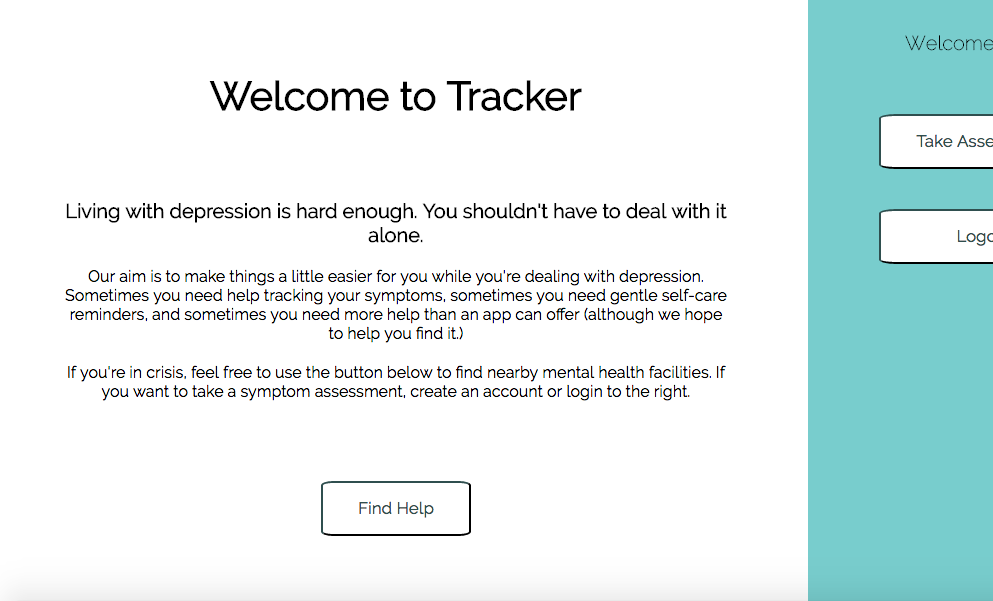 Welcome to Tracker
Living with depression is hard enough. You shouldn't have to deal with it
alone.
Our aim is to make things a little easier for you while you're dealing with depression.
Sometimes you need help tracking your symptoms, sometimes you need gentle self-care
reminders, and sometimes you need more help than an app can offer (although we hope
to help you find it.)
If you're in crisis, feel free to use the button below to find nearby mental health facilities. If
you want to take a symptom assessment, create an account or login to the right.
Find Help
Welcome
Take Asse
Logo